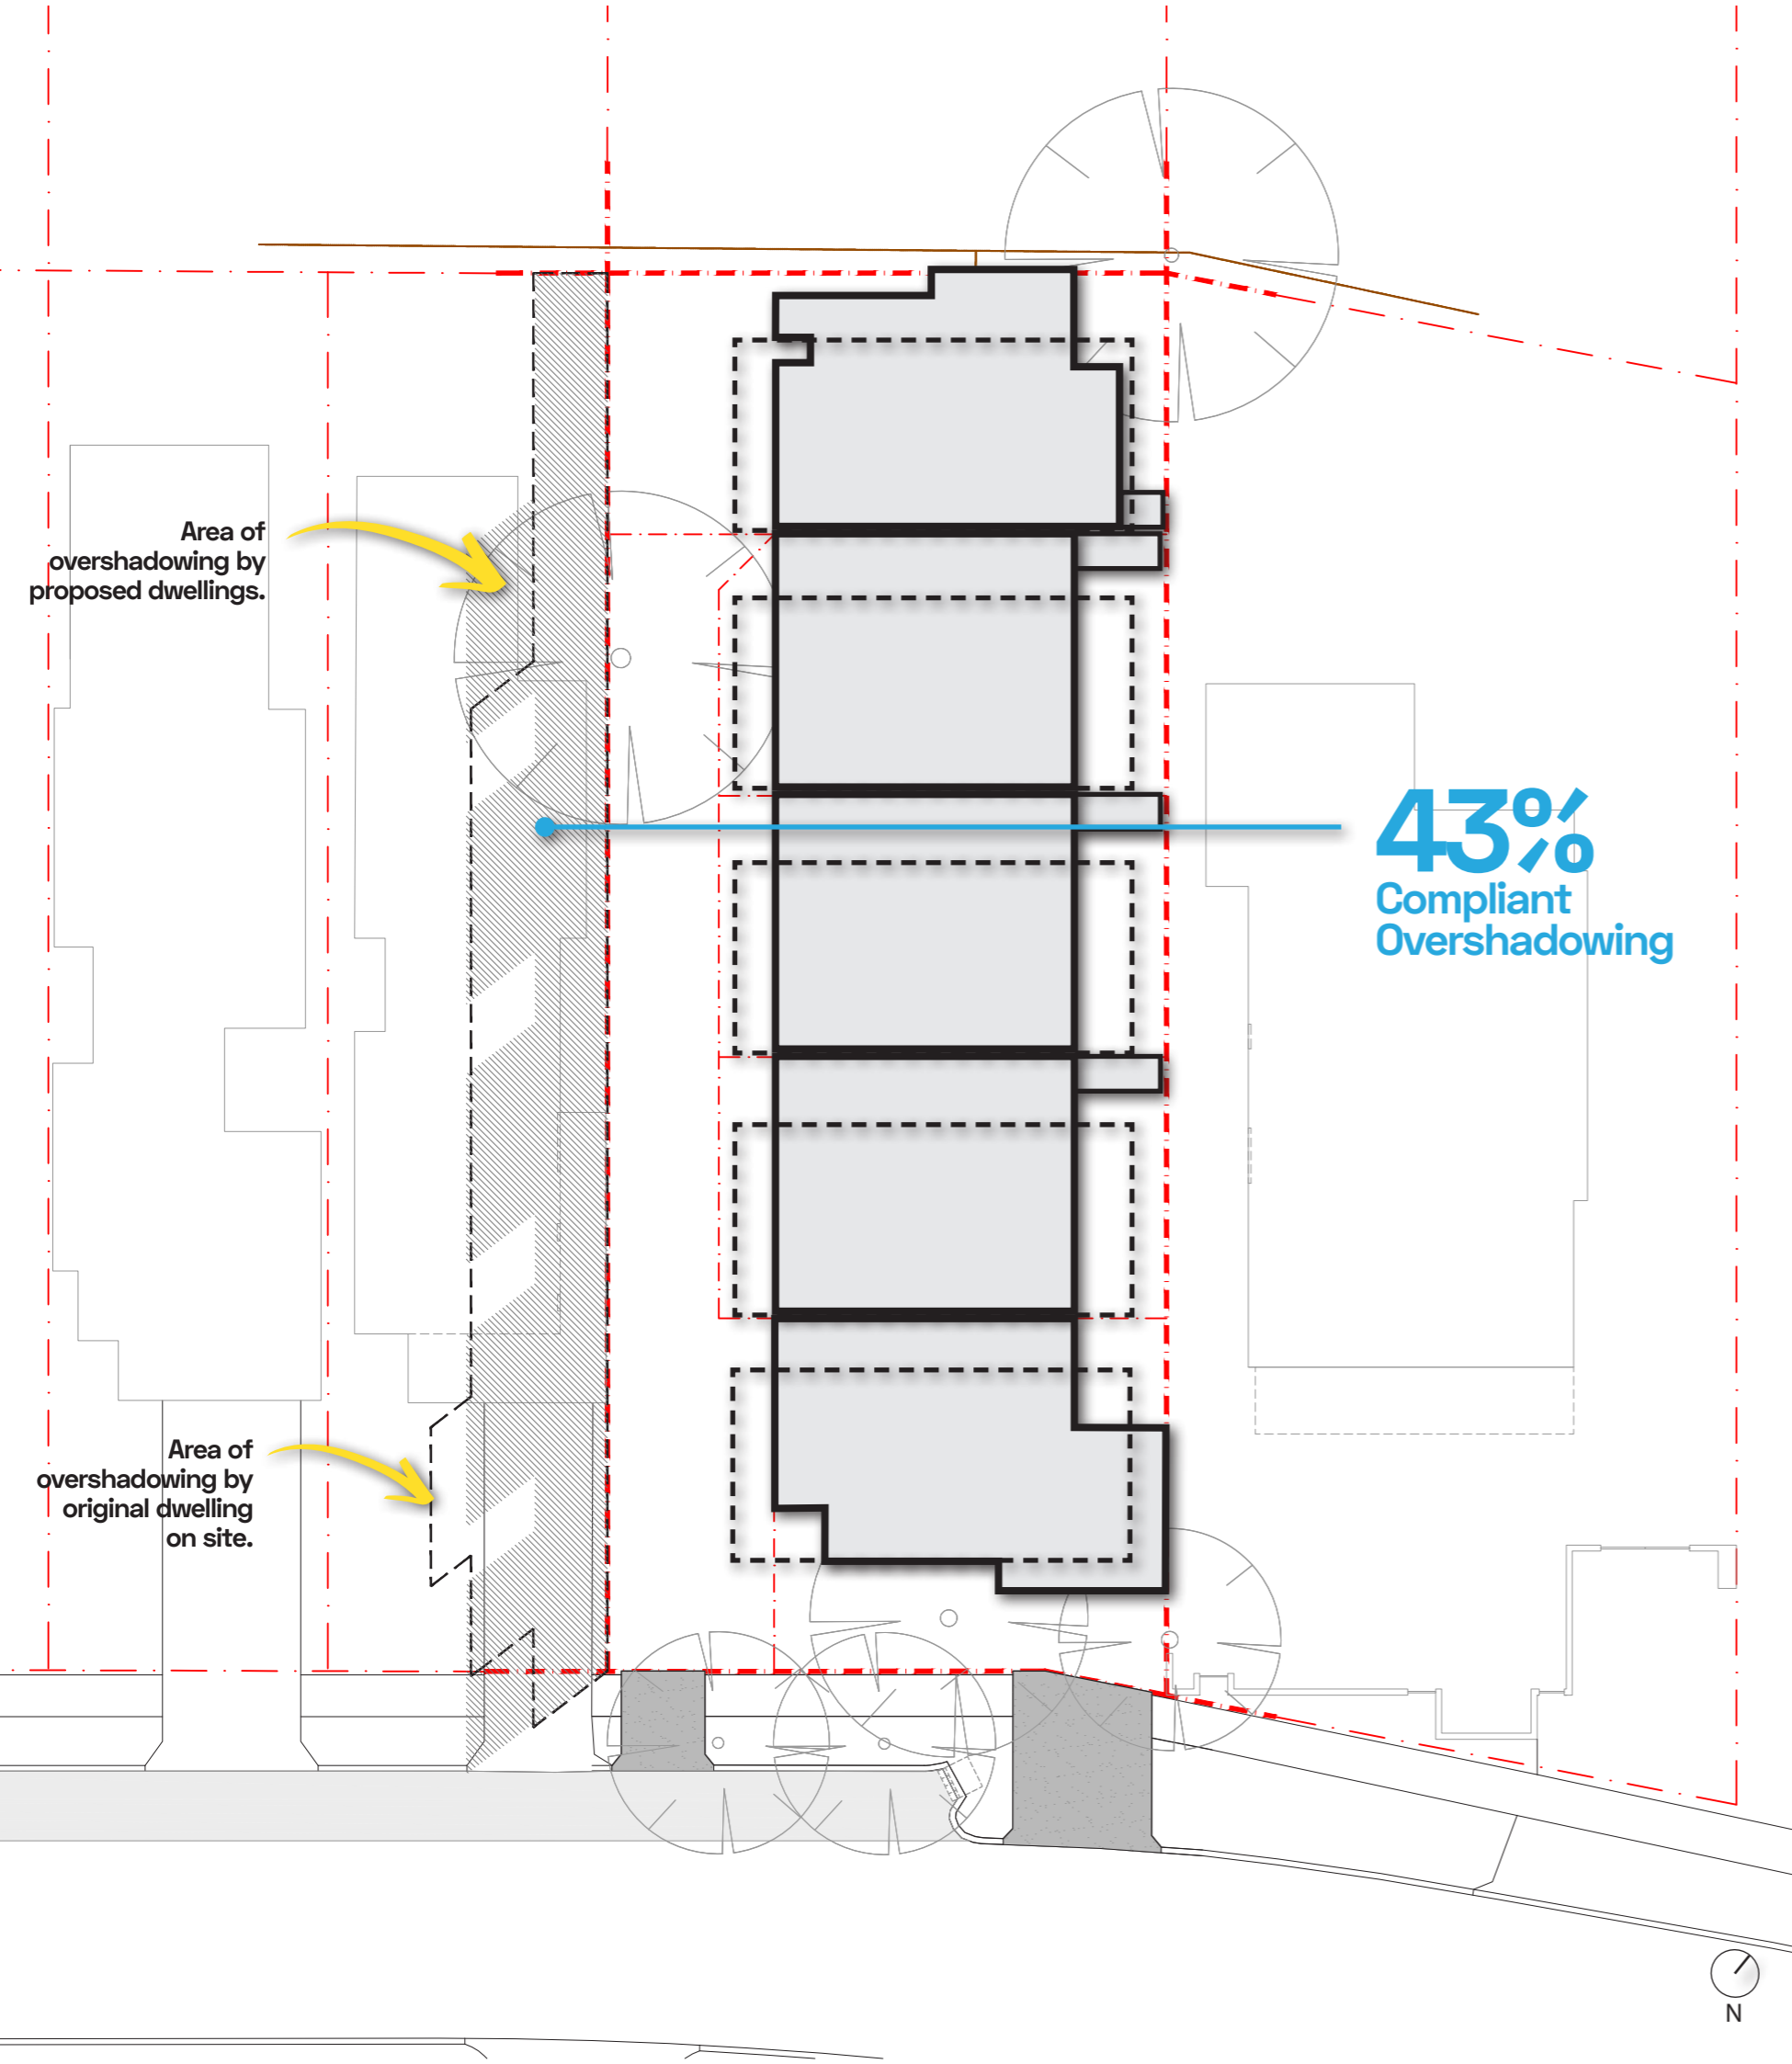 Area of
overshadowing by
proposed dwellings.
43%
Compliant
Overshadowing
Area of
overshadowing by
original dwelling
on site.
N